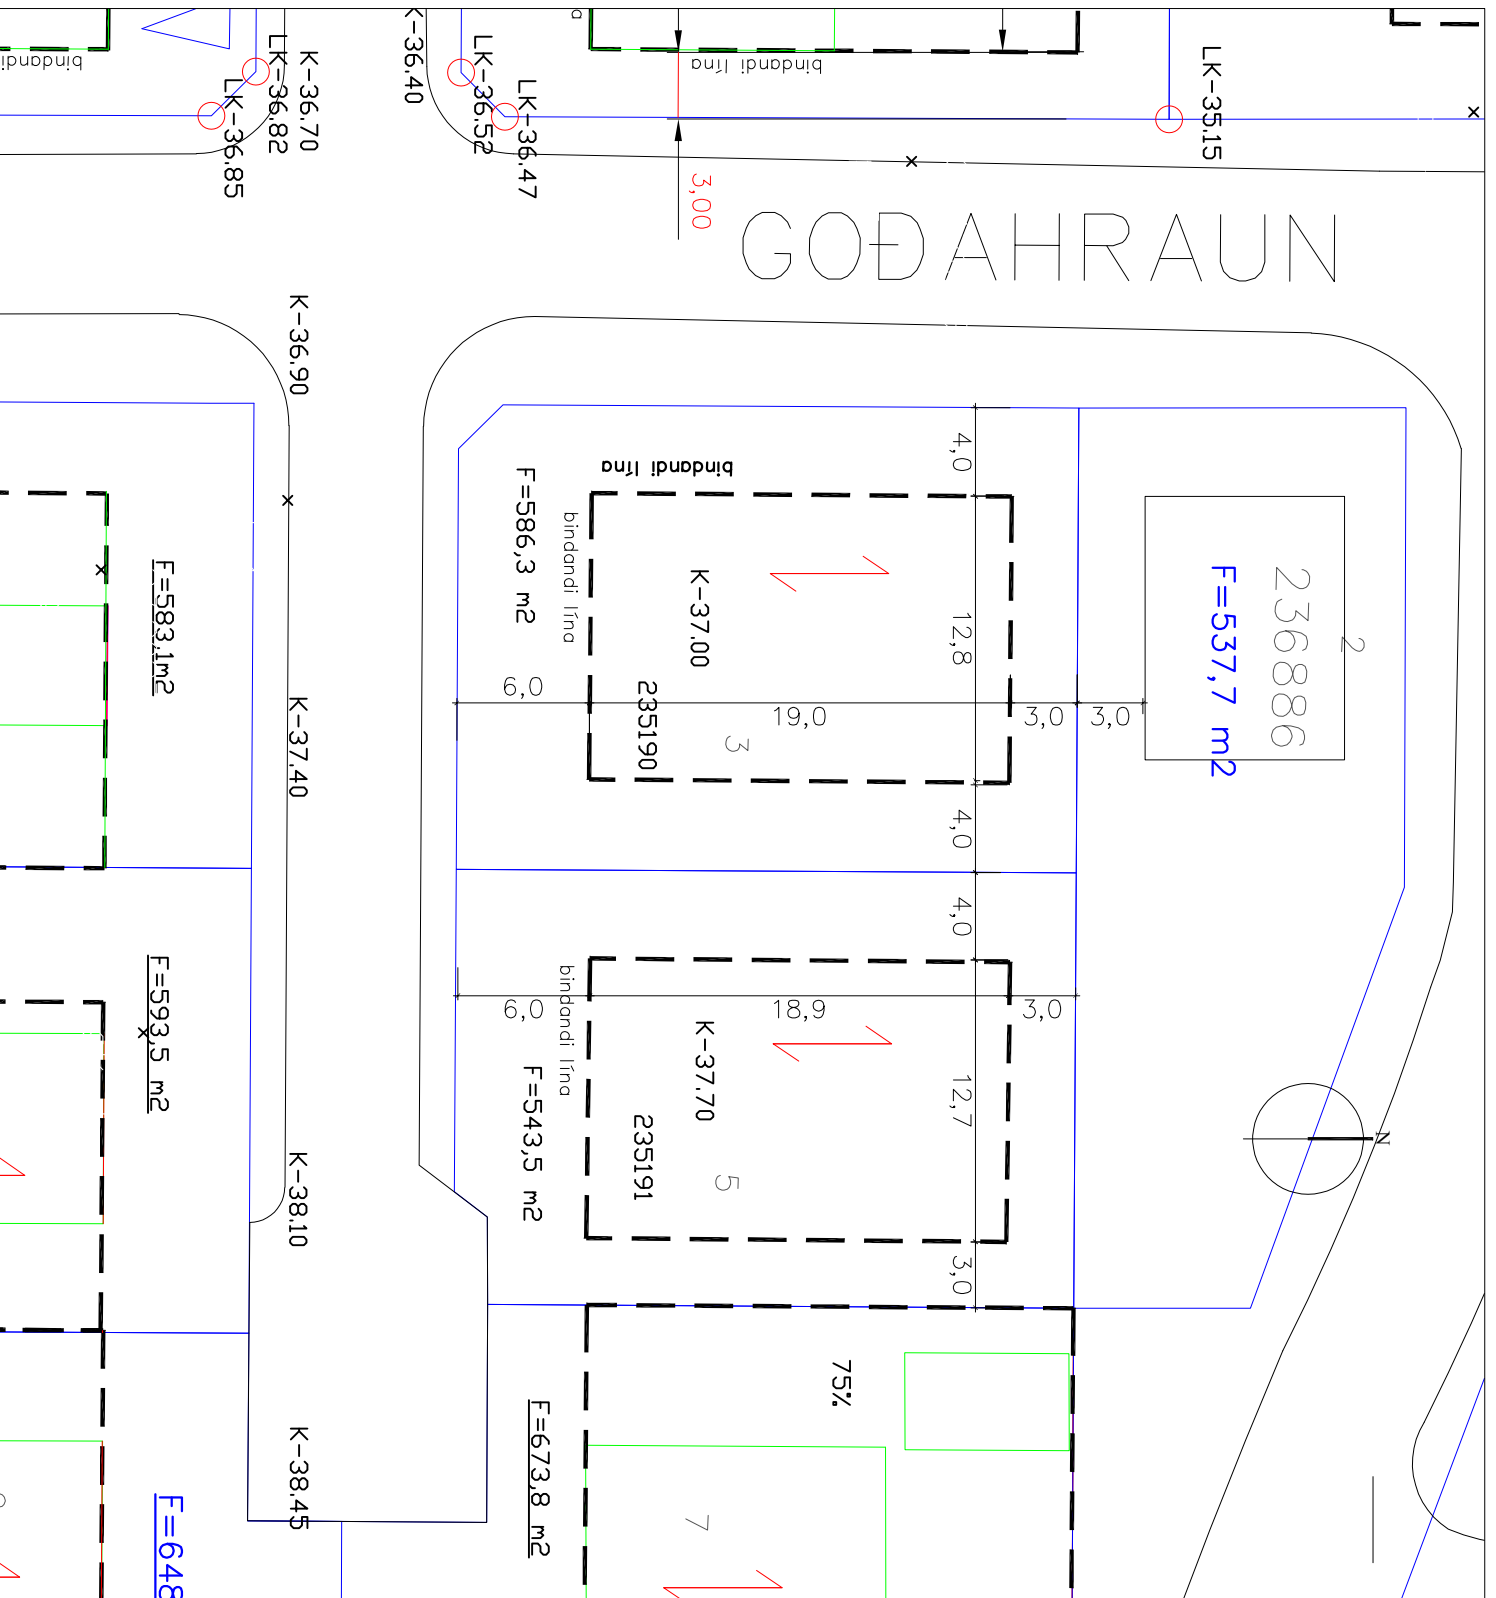 bindandi
K-36.70
LK-36.82
LK-36.85
K-36.40
LK-36.52
LK-36.47
a
bindandi lína
3,00
LK-35.15
GOÐAHRAUN
K-36.90
4,0
bindandi lína
F=586,3 m2
bindandi lína
K-37.00
12,8
F=537,7 m2
236886
2
F=583,1m2
6,0
235190
19,0
3
3,0
3,0
K-37.40
4,0
4,0
F=593,5 m2
6,0
bindandi lína
18,9
3,0
K-37.70
12,7
F=543,5 m2
235191
5
N
K-38.10
3,0
75%
F=673,8 m2
K-38.45
7
F=648